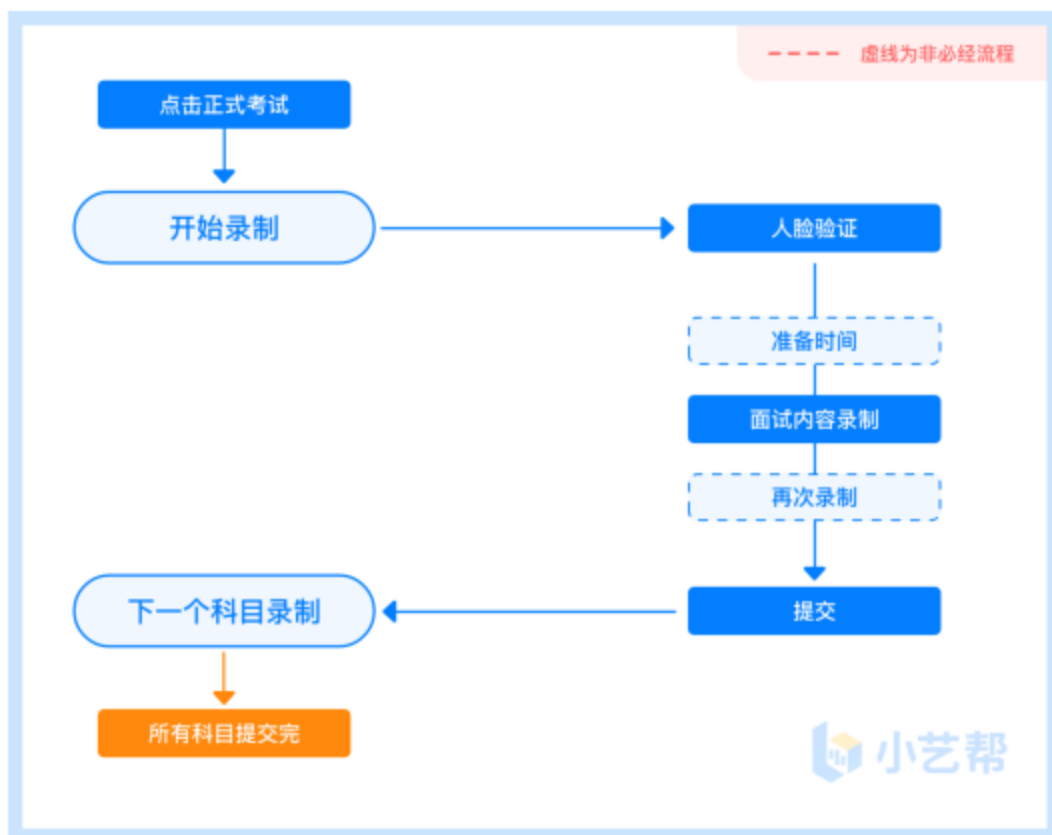 虚线为非必经流程
点击正式考试
开始录制
人脸验证
准备时间
面试内容录制
再次录制
提交
下一个科目录制
所有科目提交完
小艺帮